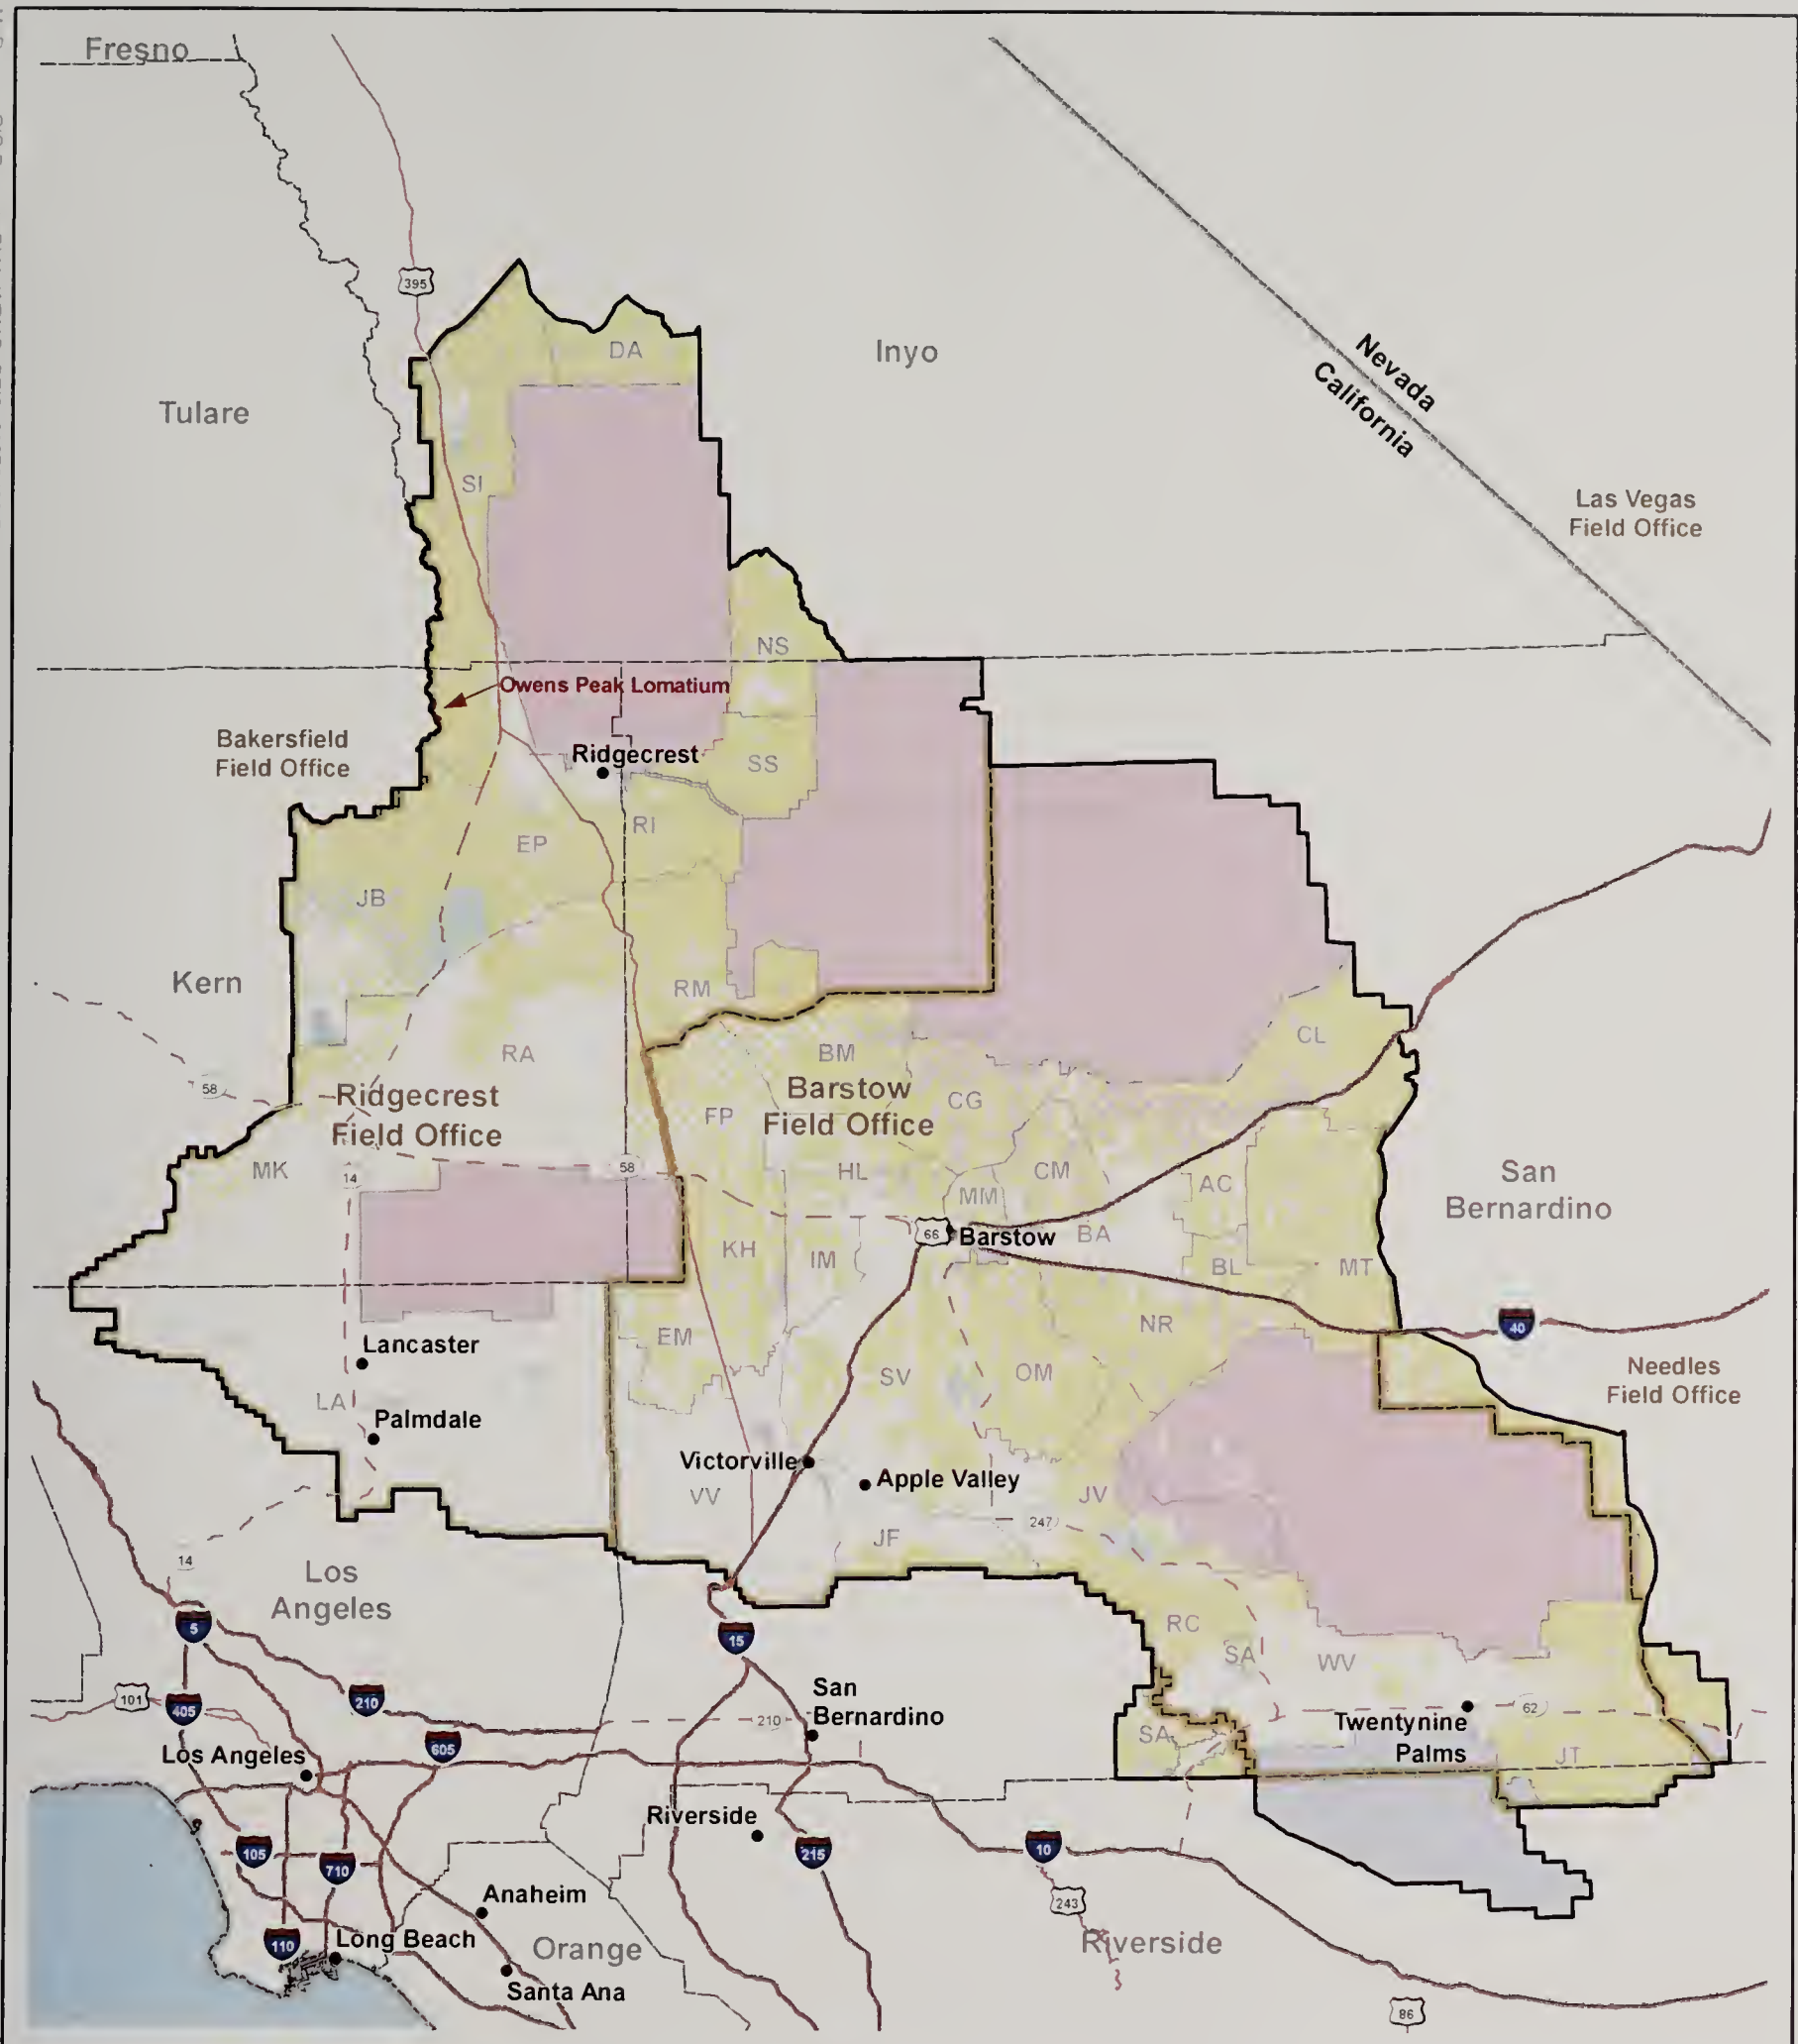 Fresno
395
DA
Inyo
Nevada
California
Tulare
SI
Las Vegas
Field Office
NS
Owens Peak Lomatium
Bakersfield
Field Office
Ridgecrest
SS
RI
EP
JB
Kern
RM
CL
RA
BM
58
Ridgecrest
Field Office
Barstow
Field Office
FP
CG
MK
14
58
HL
CM
MM
AC
San
Bernardino
66
Barstow
BA
KH
IM
BL
MT
EM
NR
40
Lancaster
SV
OM
Needles
Field Office
LA
Palmdale
Victorville
Apple Valley
VV
JV
247
JF
14
Los
Angeles
5
15
RC
SA
WV
101
405
210
San
Bernardino
210
62
Twentynine
Palms
SA
JT
605
Los Angeles
Riverside
105
710
215
10
Anaheim
243
110
Long Beach
Orange
Riverside
Santa Ana
86